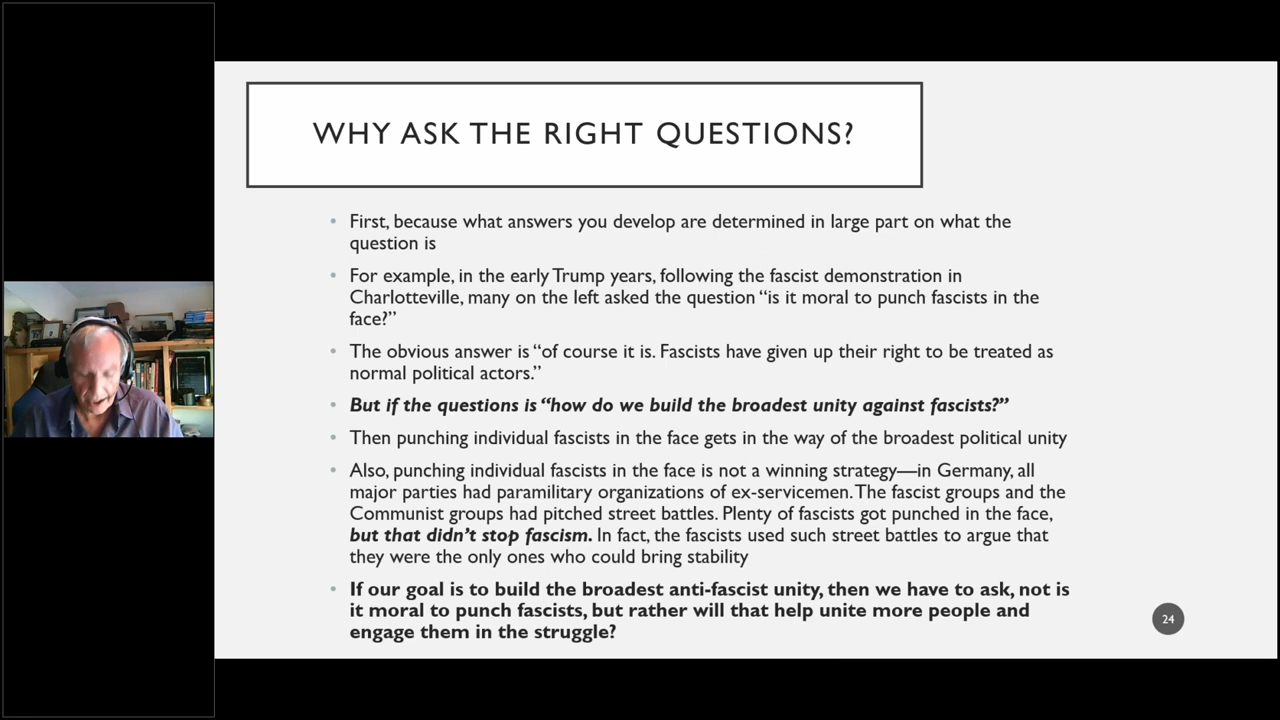 WHY ASK THE RIGHT QUESTIONS?
• First, because what answers you develop are determined in large part on what the
question is
• For example, in the early Trump years, following the fascist demonstration in
Charlotteville, many on the left asked the question “is it moral to punch fascists in the
face?”
• The obvious answer is “of course it is. Fascists have given up their right to be treated as
normal political actors.”
• But if the questions is “how do we build the broadest unity against fascists?”
• Then punching individual fascists in the face gets in the way of the broadest political unity
• Also, punching individual fascists in the face is not a winning strategy—in Germany, all
major parties had paramilitary organizations of ex-servicemen. The fascist groups and the
Communist groups had pitched street battles. Plenty of fascists got punched in the face,
but that didn’t stop fascism. In fact, the fascists used such street battles to argue that
they were the only ones who could bring stability
• If our goal is to build the broadest anti-fascist unity, then we have to ask, not is
it moral to punch fascists, but rather will that help unite more people and
engage them in the struggle?
24